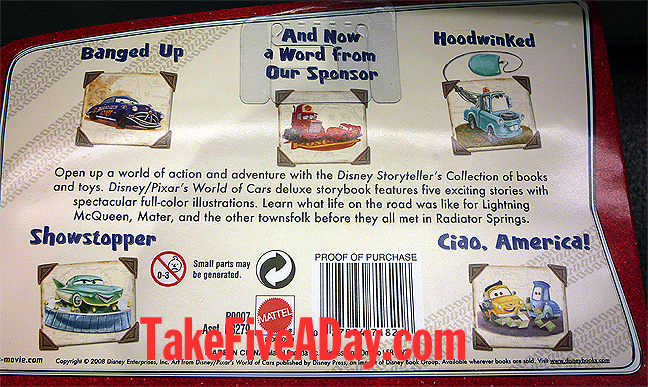 Banged Up
And Now
a Word from
Our Sponsor
Hoodwinked
Open up a world of action and adventure with the Disney Storyteller's Collection of books
and toys. Disney/Pixar's World of Cars deluxe storybook features five exciting stories with
spectacular full-color illustrations. Learn what life on the road was like for Lightning
McQueen, Mater, and the other townsfolk before they all met in Radiator Springs.
Showstopper
0-3
Small parts may
be generated.
PROOF OF PURCHASE
Ciao, America!
MATTEL
Asst.
TakeFiveADay.com
-movie.com
Copyright © 2008 Disney Enterprises, Inc. Art from Disney/Pixar's World of Cars published by Disney Press, an imprint of Disney Book Group. Available wherever books are sold. Visit www.disneybooks.com